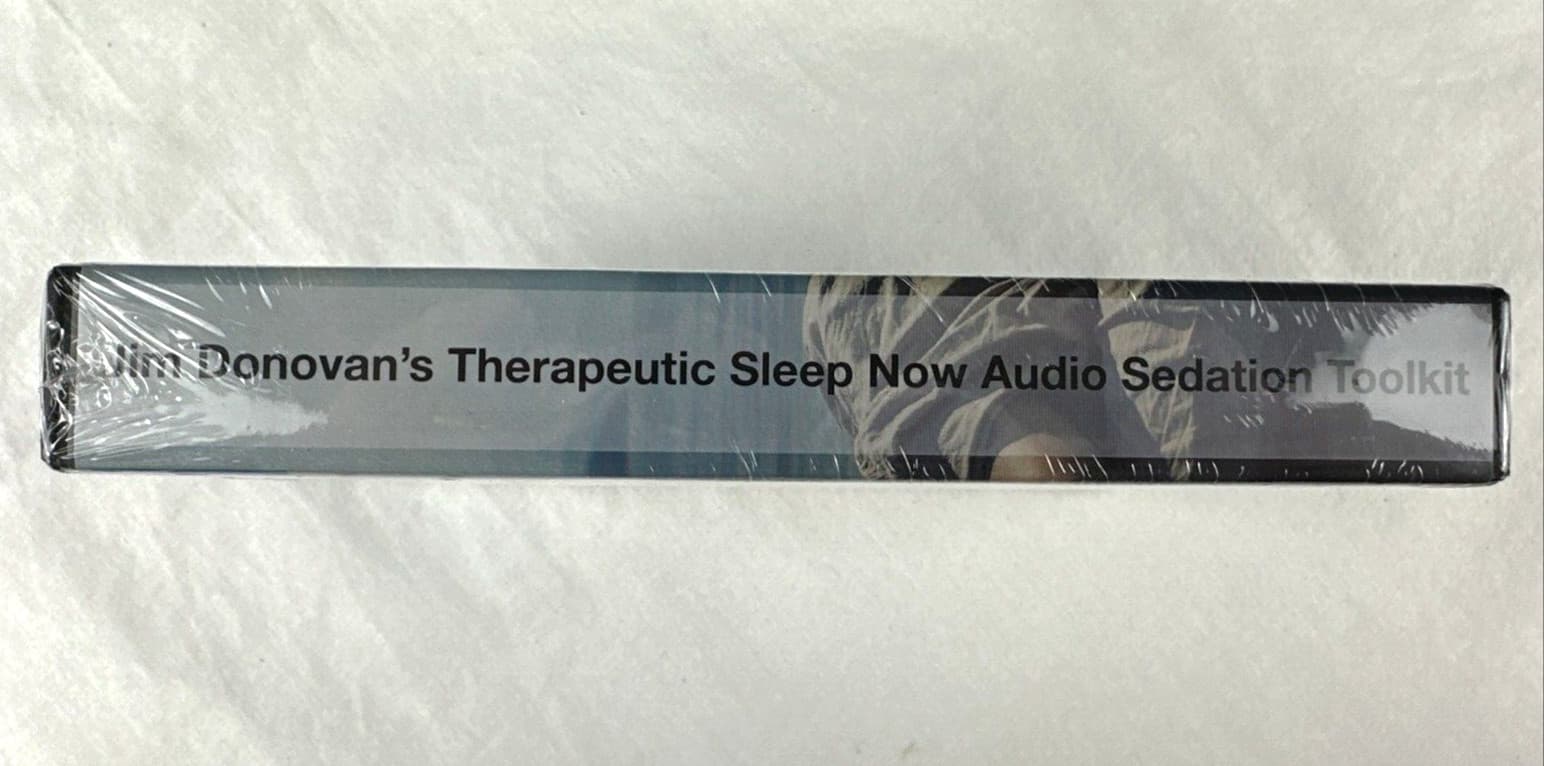 Jim Donovan’s Therapeutic Sleep Now Audio Sedation Toolkit